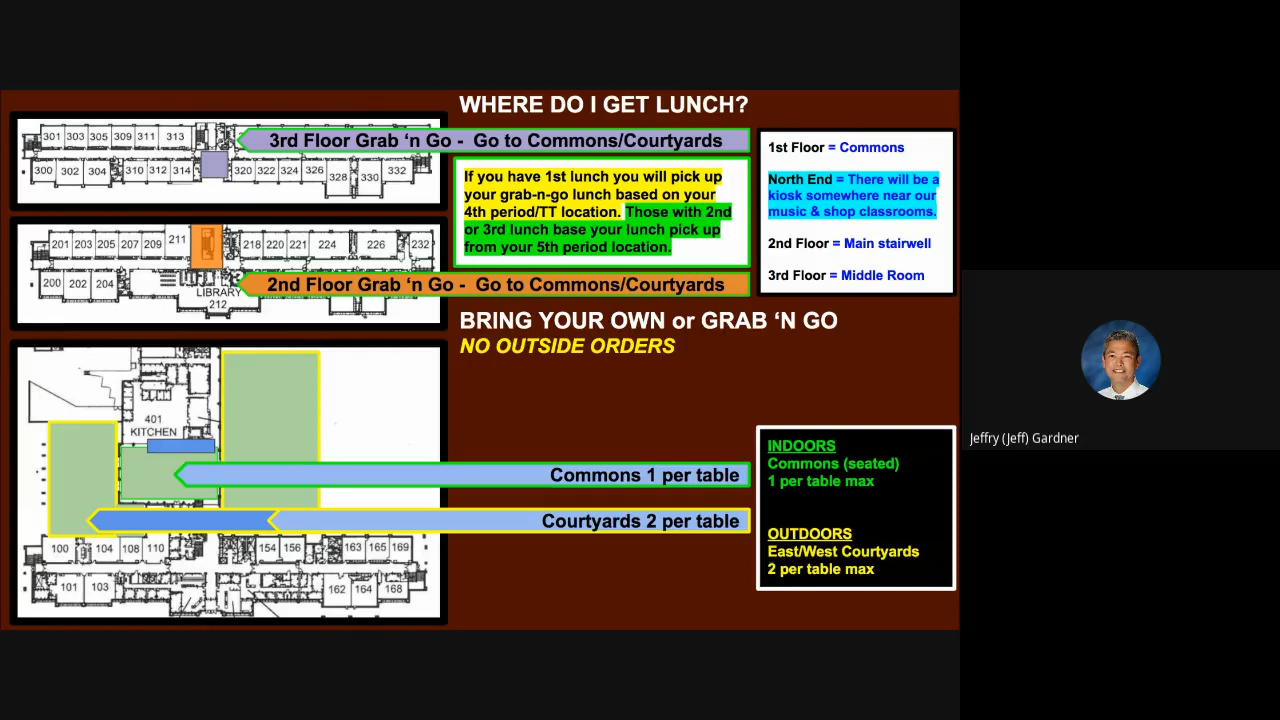 WHERE DO I GET LUNCH?
3rd Floor Grab ‘n Go - Go to Commons/Courtyards
301 303 305 309 311 313
300 302 304 310 312 314 320 322 324 326 328 330 332
If you have 1st lunch you will pick up
your grab-n-go lunch based on your
4th period/TT location. Those with 2nd
or 3rd lunch base your lunch pick up
from your 5th period location.
1st Floor = Commons
North End = There will be a
kiosk somewhere near our
music & shop classrooms.
2nd Floor = Main stairwell
3rd Floor = Middle Room
201 203 205 207 209 211 218 220 221 224 226 232
200 202 204
LIBRARY
212
2nd Floor Grab ‘n Go - Go to Commons/Courtyards
BRING YOUR OWN or GRAB ‘N GO
NO OUTSIDE ORDERS
401
KITCHEN
Commons 1 per table
Courtyards 2 per table
100 104 108 110 154 156 163 165 169
101 103 162 164 168
INDOORS
Commons (seated)
1 per table max
OUTDOORS
East/West Courtyards
2 per table max
Jeffry (Jeff) Gardner